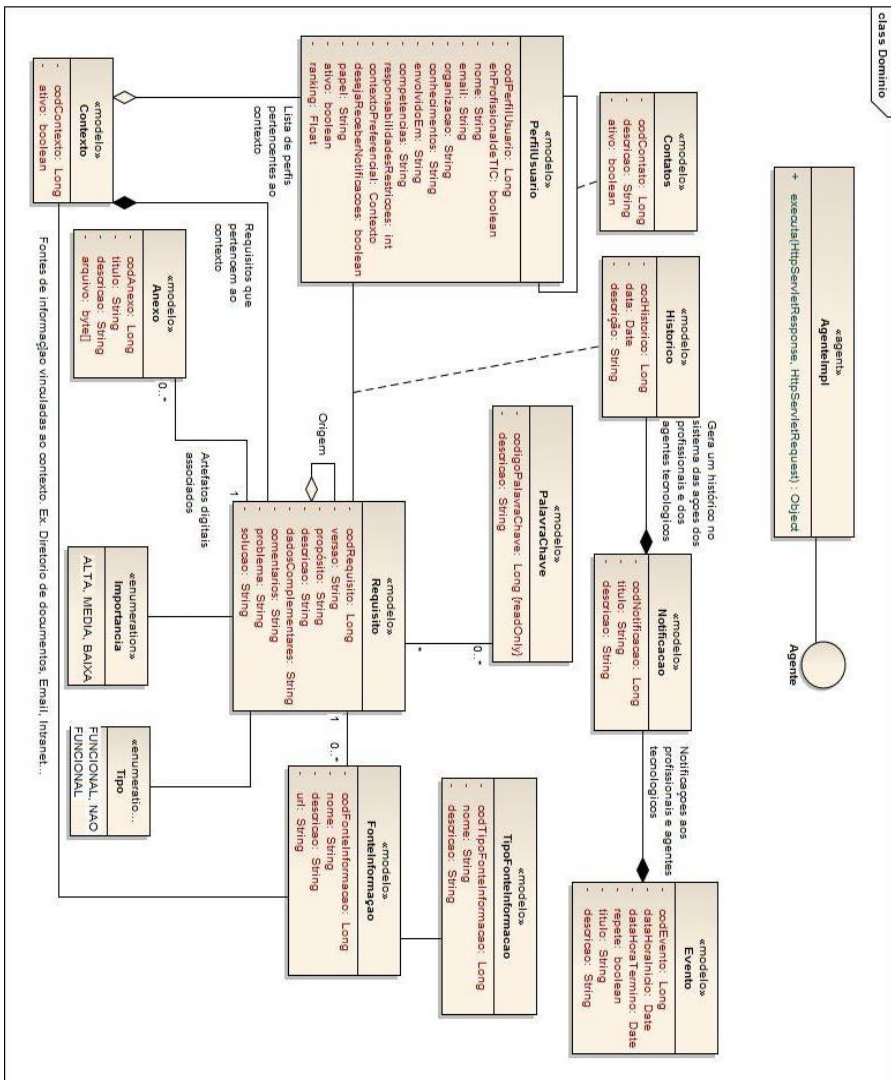 class Dominio
«agent»
AgenteImpl
+ executa(HttpServletResponse, HttpServletRequest) : Object
Agente
«modelo»
Contatos
- codContato: Long
- descricao: String
- ativo: boolean
«modelo»
Historico
- codHistorico: Long
- data: Date
- descrição: String
Gera um histórico no
sistema das ações dos
profissionais e dos
agentes tecnologicos
«modelo»
Notificacao
- codNotificacao: Long
- titulo: String
- descricao: String
Notificaçoes aos
profissionais e agentes
tecnologicos
«modelo»
Evento
- codEvento: Long
- dataHoraInicio: Date
- dataHoraTermino: Date
- repete: boolean
- titulo: String
- descricao: String
«modelo»
PerfilUsuario
- codPerfilUsuario: Long
- ehProfissionaldeTIC: boolean
- nome: String
- email: String
- organizacao: String
- conhecimentos: String
- envolvidoEm: String
- competencias: String
- responsabilidadesRestricoes: int
- contextoPreferencial: Contexto
- desejaReceberNotificacoes: boolean
- papel: String
- ativo: boolean
- ranking: Float
«modelo»
PalavraChave
- codigoPalavraChave: Long {readOnly}
- descricao: String
0..*
*
«modelo»
TipoFonteInformacao
- codTipoFonteInformacao: Long
- nome: String
- descricao: String
Lista de perfis
pertencentes ao
contexto
Requisitos que
pertencem ao
contexto
Origem
«modelo»
Requisito
- codRequisito: Long
- versao: String
- propósito: String
- descricao: String
- dadosComplementares: String
- comentarios: String
- problema: String
- solucao: String
1
0..*
«modelo»
FonteInformaçao
- codFonteInformacao: Long
- nome: String
- descricao: String
- url: String
«modelo»
Contexto
- codContexto: Long
- ativo: boolean
«modelo»
Anexo
- codAnexo: Long
- titulo: String
- descricao: String
- arquivo: byte[]
0..*
Artefatos digitais
associados
1
«enumeration»
Importancia
ALTA, MEDIA, BAIXA
«enumeratio...
Tipo
FUNCIONAL, NAO
FUNCIONAL
Fontes de informaçao vinculadas ao contexto. Ex. Diretorio de documentos, Email, Intranet...